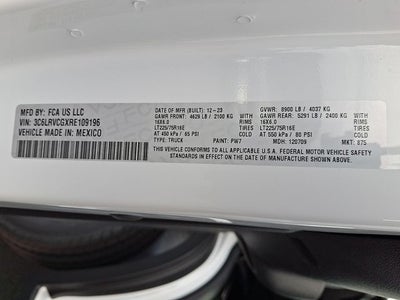 MFD BY: FCA US LLC
VIN: 3C6LRVCGXRE109196
VEHICLE MADE IN: MEXICO
DATE OF MFR (BUILT): 12-23 GVWR: 8900 LB / 4037 KG
GAWR FRONT: 4629 LB / 2100 KG WITH GAWR REAR: 5291 LB / 2400 KG WITH
16X6.0 RIMS 16X6.0 RIMS
LT225/75R16E TIRES LT225/75R16E TIRES
AT 450 kPa / 65 PSI COLD AT 550 kPa / 80 PSI COLD
TYPE: TRUCK PAINT: PW7 MDH: 120709 MKT: 875
THIS VEHICLE CONFORMS TO ALL APPLICABLE U.S.A. FEDERAL MOTOR VEHICLE
SAFETY STANDARDS IN EFFECT ON THE DATE OF MANUFACTURE SHOWN ABOVE.